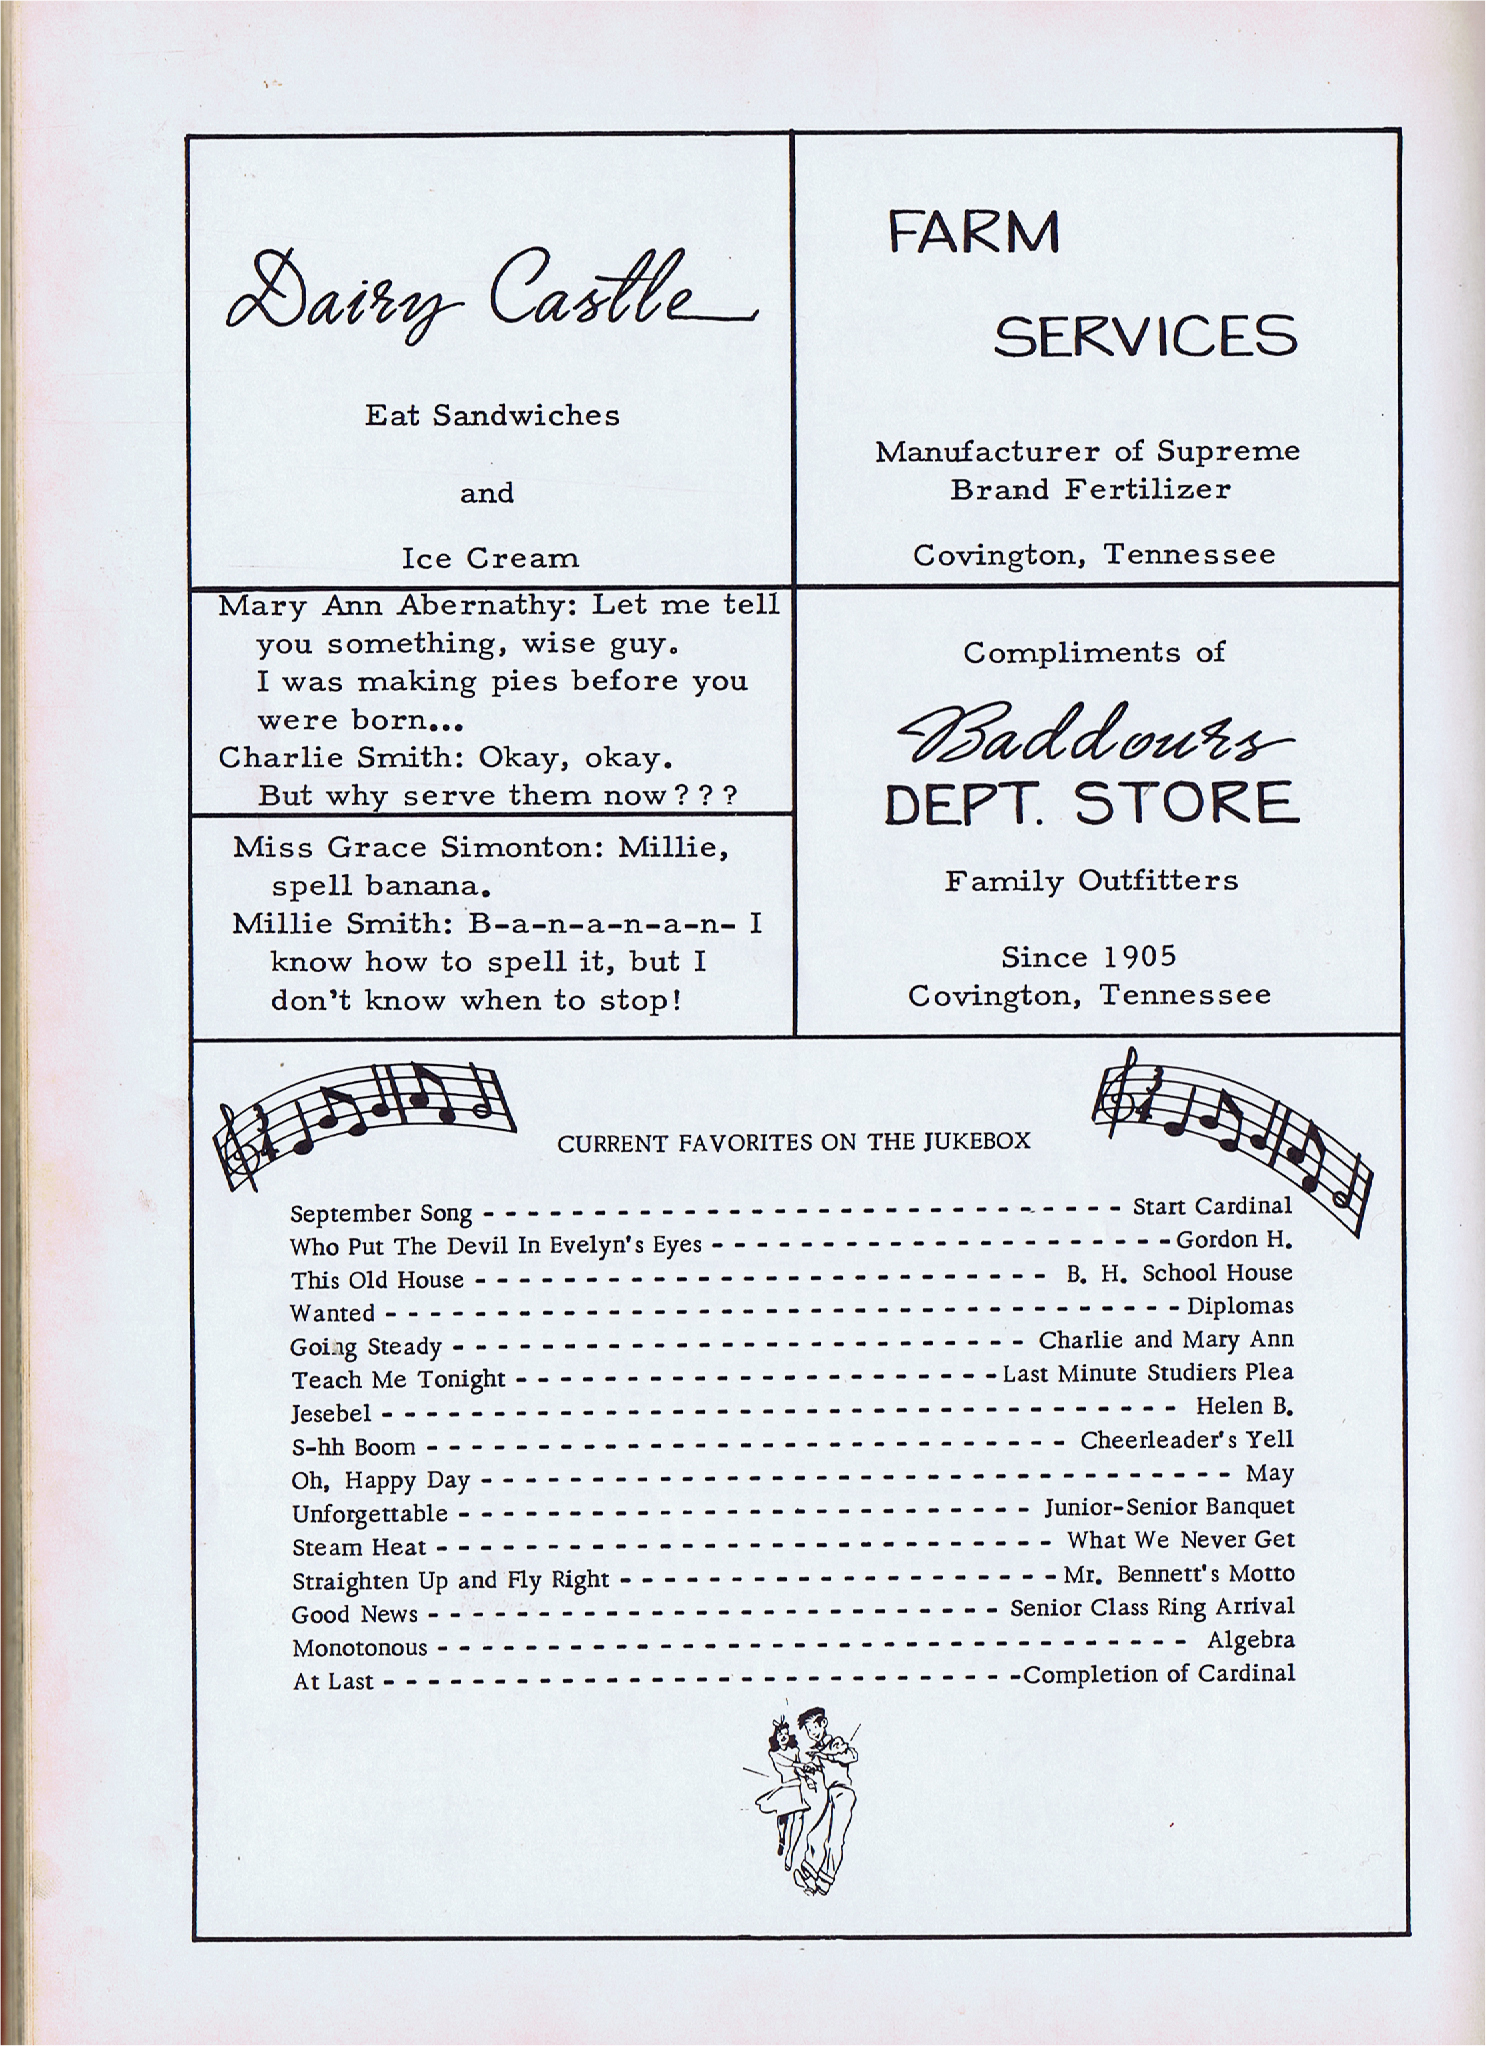 Dairy Castle
Eat Sandwiches
and
Ice Cream
FARM
SERVICES
Manufacturer of Supreme
Brand Fertilizer
Covington, Tennessee
Mary Ann Abernathy: Let me tell
you something, wise guy.
I was making pies before you
were born...
Charlie Smith: Okay, okay.
But why serve them now???
Miss Grace Simonton: Millie,
spell banana.
Millie Smith: B-a-n-a-n-a-n- I
know how to spell it, but I
don't know when to stop!
Compliments of
Baddours
DEPT. STORE
Family Outfitters
Since 1905
Covington, Tennessee
3
4
3
4
CURRENT FAVORITES ON THE JUKEBOX
September Song - - - - - - - - - - - - - - - - - - - - - - - - - - - - - Start Cardinal
Who Put The Devil In Evelyn's Eyes - - - - - - - - - - - - - - - - - - - - - Gordon H.
This Old House - - - - - - - - - - - - - - - - - - - - - - - - - - B. H. School House
Wanted - - - - - - - - - - - - - - - - - - - - - - - - - - - - - - - - - - - - Diplomas
Going Steady - - - - - - - - - - - - - - - - - - - - - - - - - - Charlie and Mary Ann
Teach Me Tonight - - - - - - - - - - - - - - - - - - - - - - Last Minute Studiers Plea
Jesebel - - - - - - - - - - - - - - - - - - - - - - - - - - - - - - - - - - - - Helen B.
S-hh Boom - - - - - - - - - - - - - - - - - - - - - - - - - - - - - Cheerleader's Yell
Oh, Happy Day - - - - - - - - - - - - - - - - - - - - - - - - - - - - - - - - - - May
Unforgettable - - - - - - - - - - - - - - - - - - - - - - - - - - Junior-Senior Banquet
Steam Heat - - - - - - - - - - - - - - - - - - - - - - - - - - - - What We Never Get
Straighten Up and Fly Right - - - - - - - - - - - - - - - - - - - - Mr. Bennett's Motto
Good News - - - - - - - - - - - - - - - - - - - - - - - - - - Senior Class Ring Arrival
Monotonous - - - - - - - - - - - - - - - - - - - - - - - - - - - - - - - - - - Algebra
At Last - - - - - - - - - - - - - - - - - - - - - - - - - - - - - -Completion of Cardinal